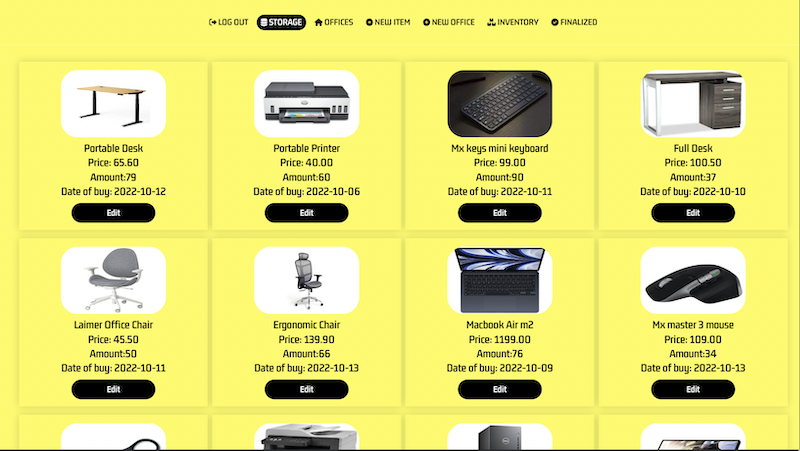 LOG OUT STORAGE OFFICES NEW ITEM NEW OFFICE INVENTORY FINALIZED
Portable Desk
Price: 65.60
Amount:79
Date of buy: 2022-10-12
Edit
Portable Printer
Price: 40.00
Amount:60
Date of buy: 2022-10-06
Edit
Mx keys mini keyboard
Price: 99.00
Amount:90
Date of buy: 2022-10-11
Edit
Full Desk
Price: 100.50
Amount:37
Date of buy: 2022-10-10
Edit
Laimer Office Chair
Price: 45.50
Amount:50
Date of buy: 2022-10-11
Edit
Ergonomic Chair
Price: 139.90
Amount:66
Date of buy: 2022-10-13
Edit
Macbook Air m2
Price: 1199.00
Amount:76
Date of buy: 2022-10-09
Edit
Mx master 3 mouse
Price: 109.00
Amount:34
Date of buy: 2022-10-13
Edit